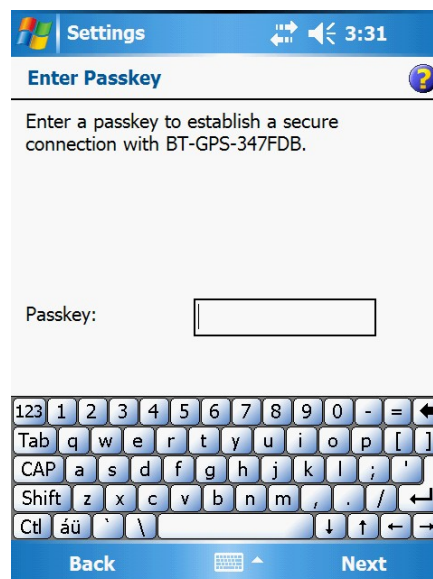 Settings 3:31
Enter Passkey ?
Enter a passkey to establish a secure
connection with BT-GPS-347FDB.
Passkey:
123 1 2 3 4 5 6 7 8 9 0 - =
Tab q w e r t y u i o p [ ]
CAP a s d f g h j k l ; '
Shift z x c v b n m , . /
Ctl áü ` \
Back Next